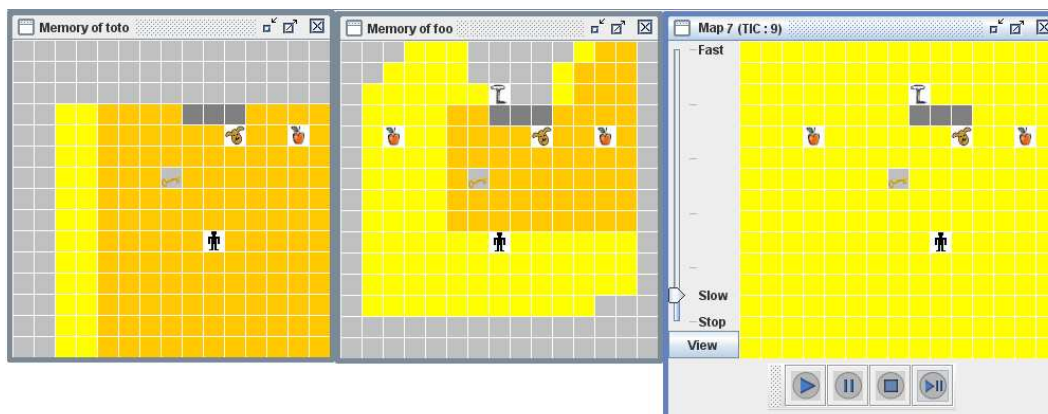 Memory of toto
Memory of foo
Map 7 (TIC : 9)
Fast
Slow
Stop
View